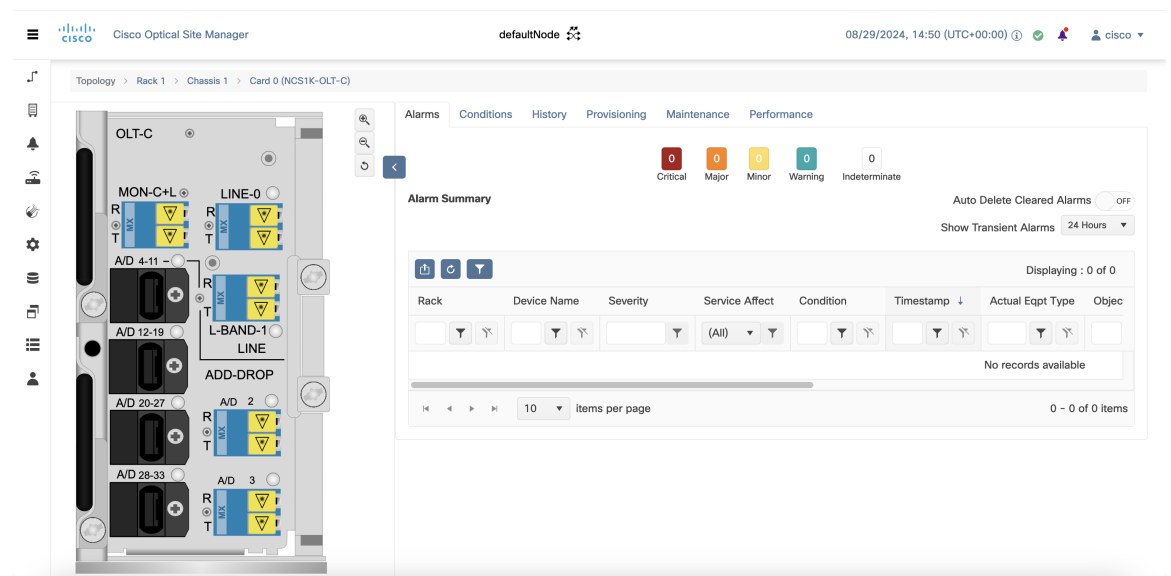 cisco Cisco Optical Site Manager defaultNode 08/29/2024, 14:50 (UTC+00:00) cisco
Topology > Rack 1 > Chassis 1 > Card 0 (NCS1K-OLT-C)
Alarms Conditions History Provisioning Maintenance Performance
0 0 0 0 0
Critical Major Minor Warning Indeterminate
Alarm Summary
Auto Delete Cleared Alarms OFF
Show Transient Alarms 24 Hours
Displaying : 0 of 0
Rack Device Name Severity Service Affect Condition Timestamp ↓ Actual Eqpt Type Objec
(All)
No records available
10 items per page 0 - 0 of 0 items
OLT-C
MON-C+L LINE-0
R MX T R MX T
A/D 4-11
R MX T
A/D 12-19 L-BAND-1
LINE
ADD-DROP
A/D 20-27 A/D 2
R MX T
A/D 28-33 A/D 3
R MX T